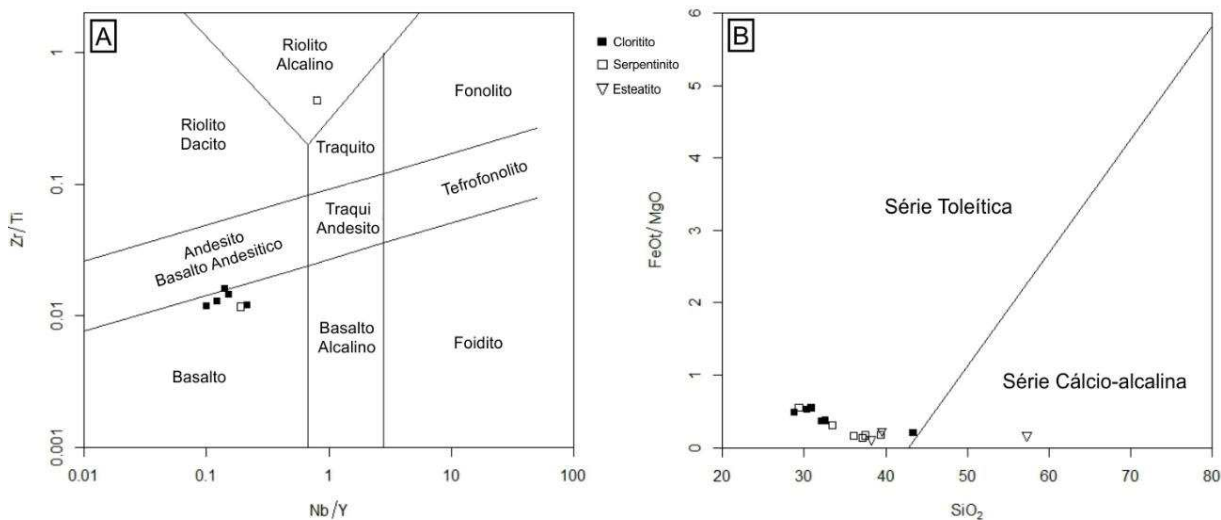 A
1
0.1
0.01
0.001
Zr/Ti
0.01
0.1
1
10
100
Nb/Y
Riolito
Alcalino
Riolito
Dacito
Fonolito
Traquito
Tefrofonolito
Traqui
Andesito
Andesito
Basalto Andesitico
Basalto
Basalto
Alcalino
Foidito
Cloritito
Serpentinito
Esteatito
B
6
5
4
3
2
1
0
FeOt/MgO
20
30
40
50
60
70
80
SiO₂
Série Toleítica
Série Cálcio-alcalina